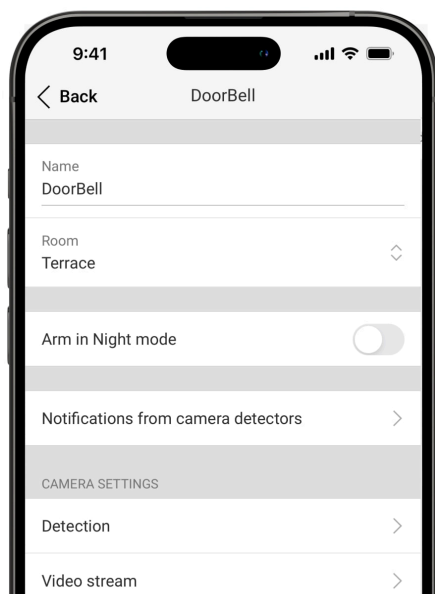 9:41
Back
DoorBell
Name
DoorBell
Room
Terrace
Arm in Night mode
Notifications from camera detectors
CAMERA SETTINGS
Detection
Video stream